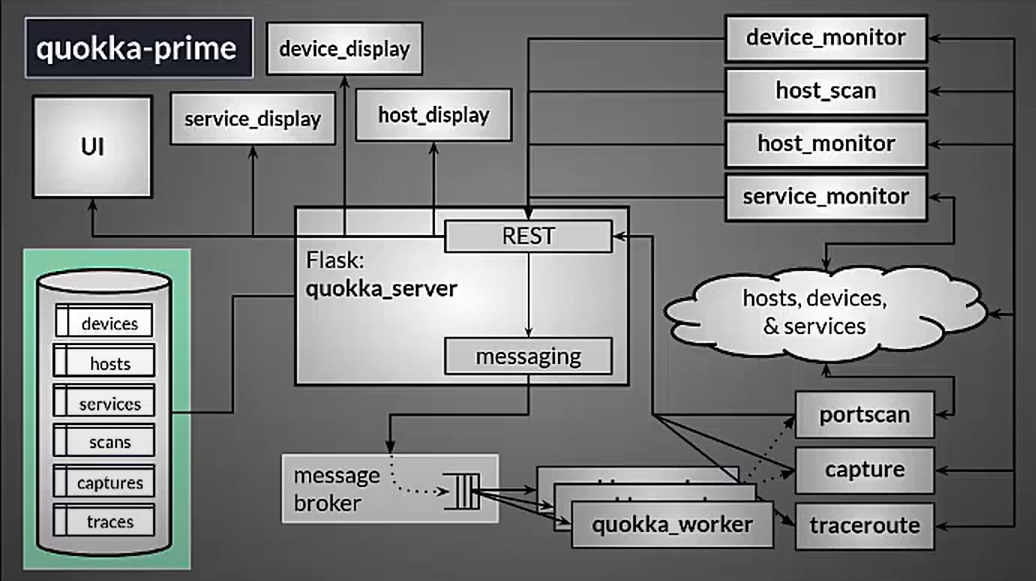 quokka-prime
device_display
service_display
host_display
UI
device_monitor
host_scan
host_monitor
service_monitor
REST
Flask:
quokka_server
messaging
hosts, devices,
& services
devices
hosts
services
scans
captures
traces
message
broker
quokka_worker
portscan
capture
traceroute